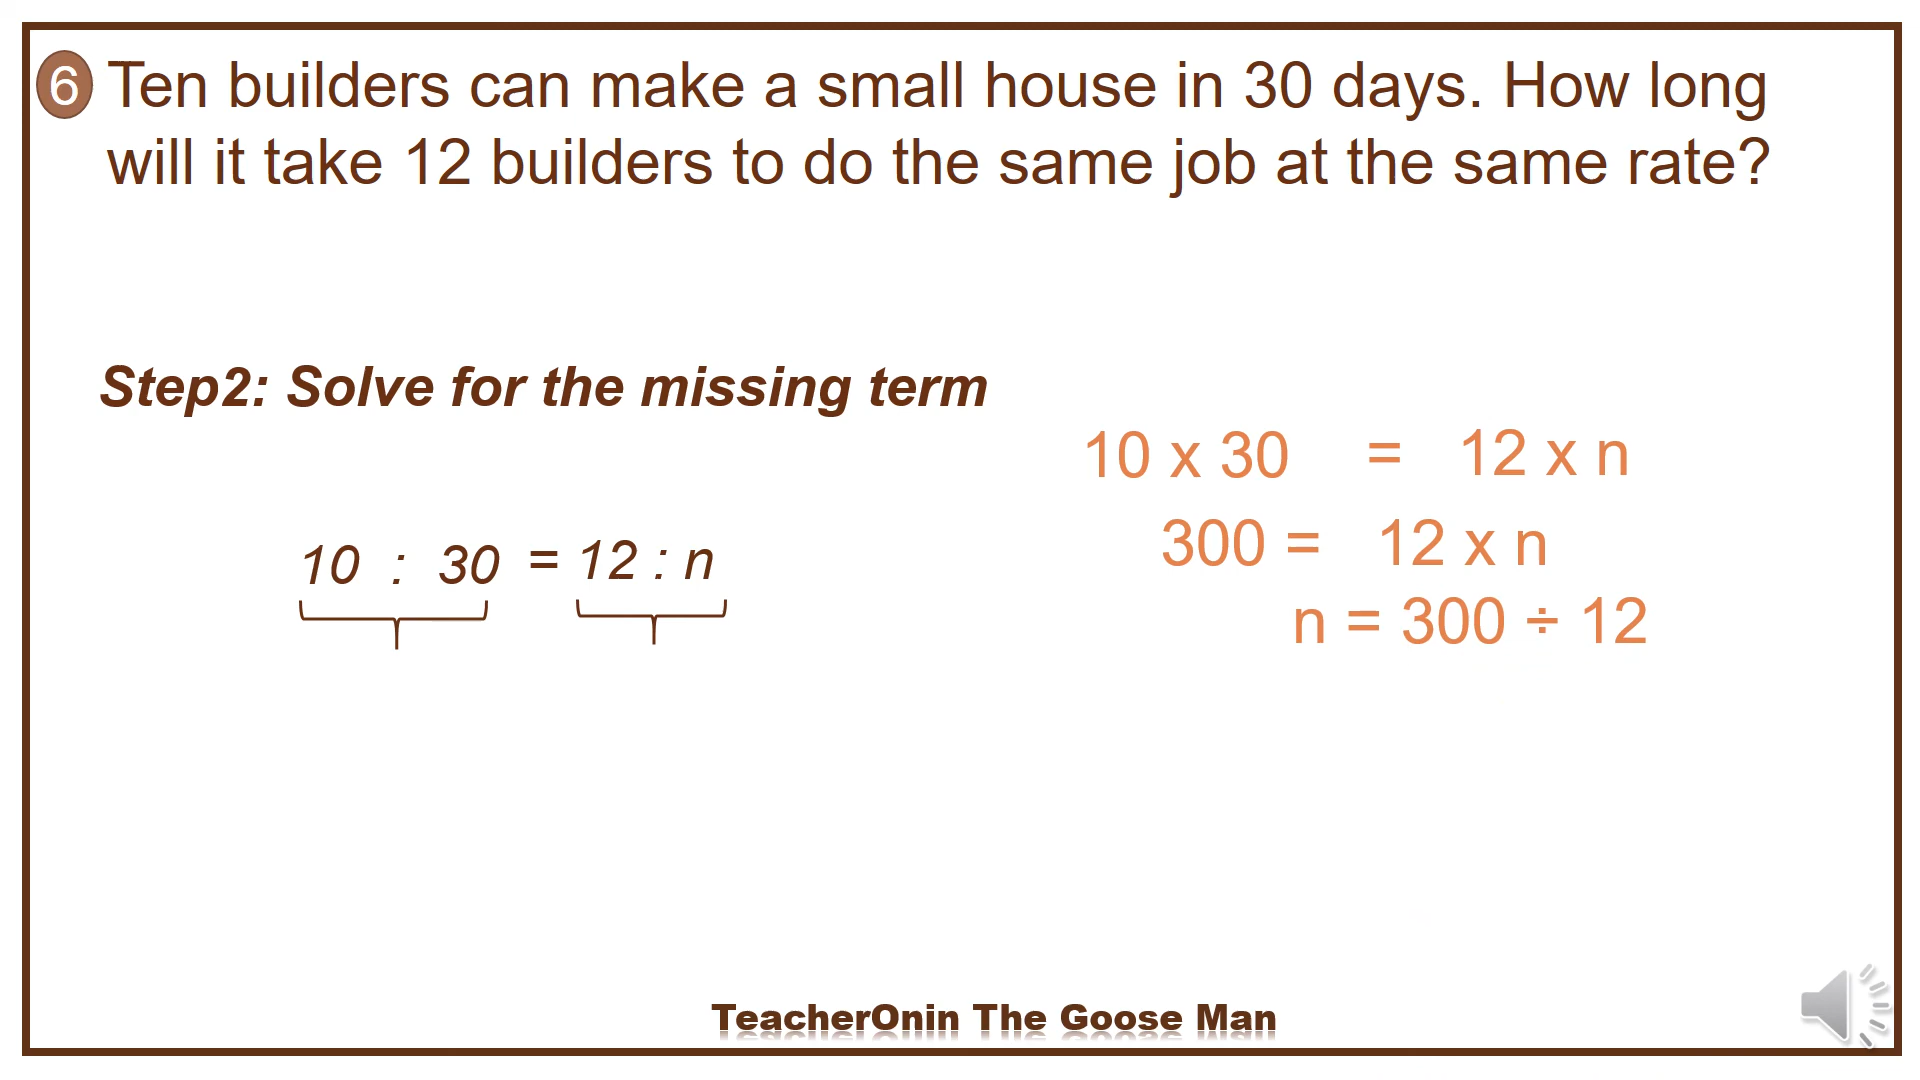 6 Ten builders can make a small house in 30 days. How long
will it take 12 builders to do the same job at the same rate?
Step2: Solve for the missing term
10 : 30 = 12 : n
10 x 30 = 12 x n
300 = 12 x n
n = 300 ÷ 12
TeacherOnin The Goose Man